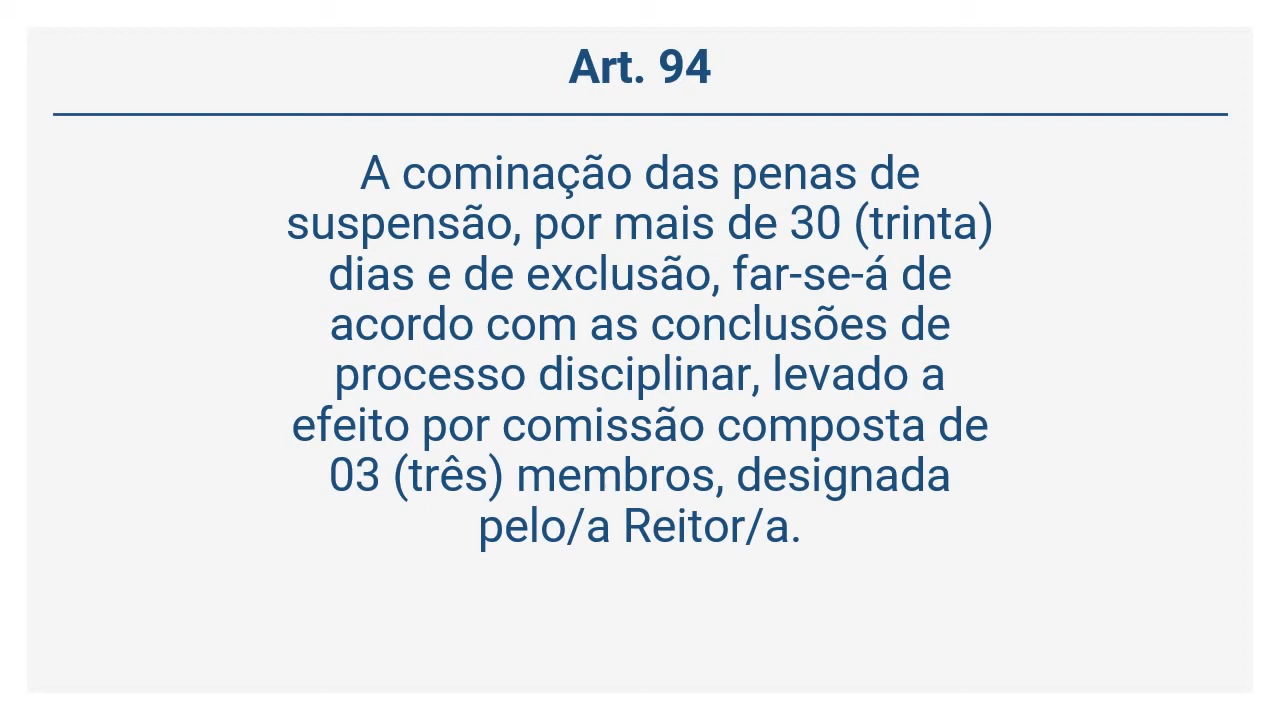 Art. 94
A cominação das penas de
suspensão, por mais de 30 (trinta)
dias e de exclusão, far-se-á de
acordo com as conclusões de
processo disciplinar, levado a
efeito por comissão composta de
03 (três) membros, designada
pelo/a Reitor/a.